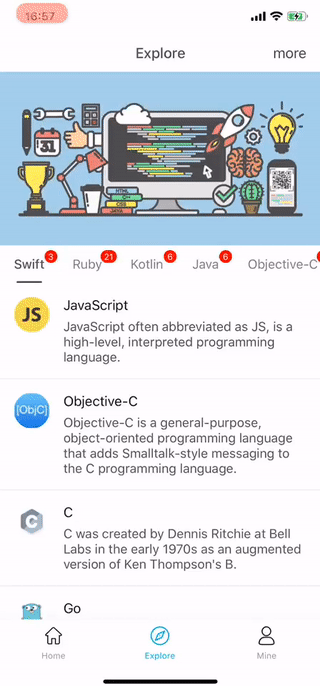 16:57
Explore
more
31
HTML
C++
CSS
JAVA
Swift 3 Ruby 21 Kotlin 6 Java 6 Objective-C
JS
JavaScript
JavaScript often abbreviated as JS, is a
high-level, interpreted programming
language.
[ObjC]
Objective-C
Objective-C is a general-purpose,
object-oriented programming language
that adds Smalltalk-style messaging to
the C programming language.
C
C
C was created by Dennis Ritchie at Bell
Labs in the early 1970s as an augmented
version of Ken Thompson's B.
Go
Home Explore Mine